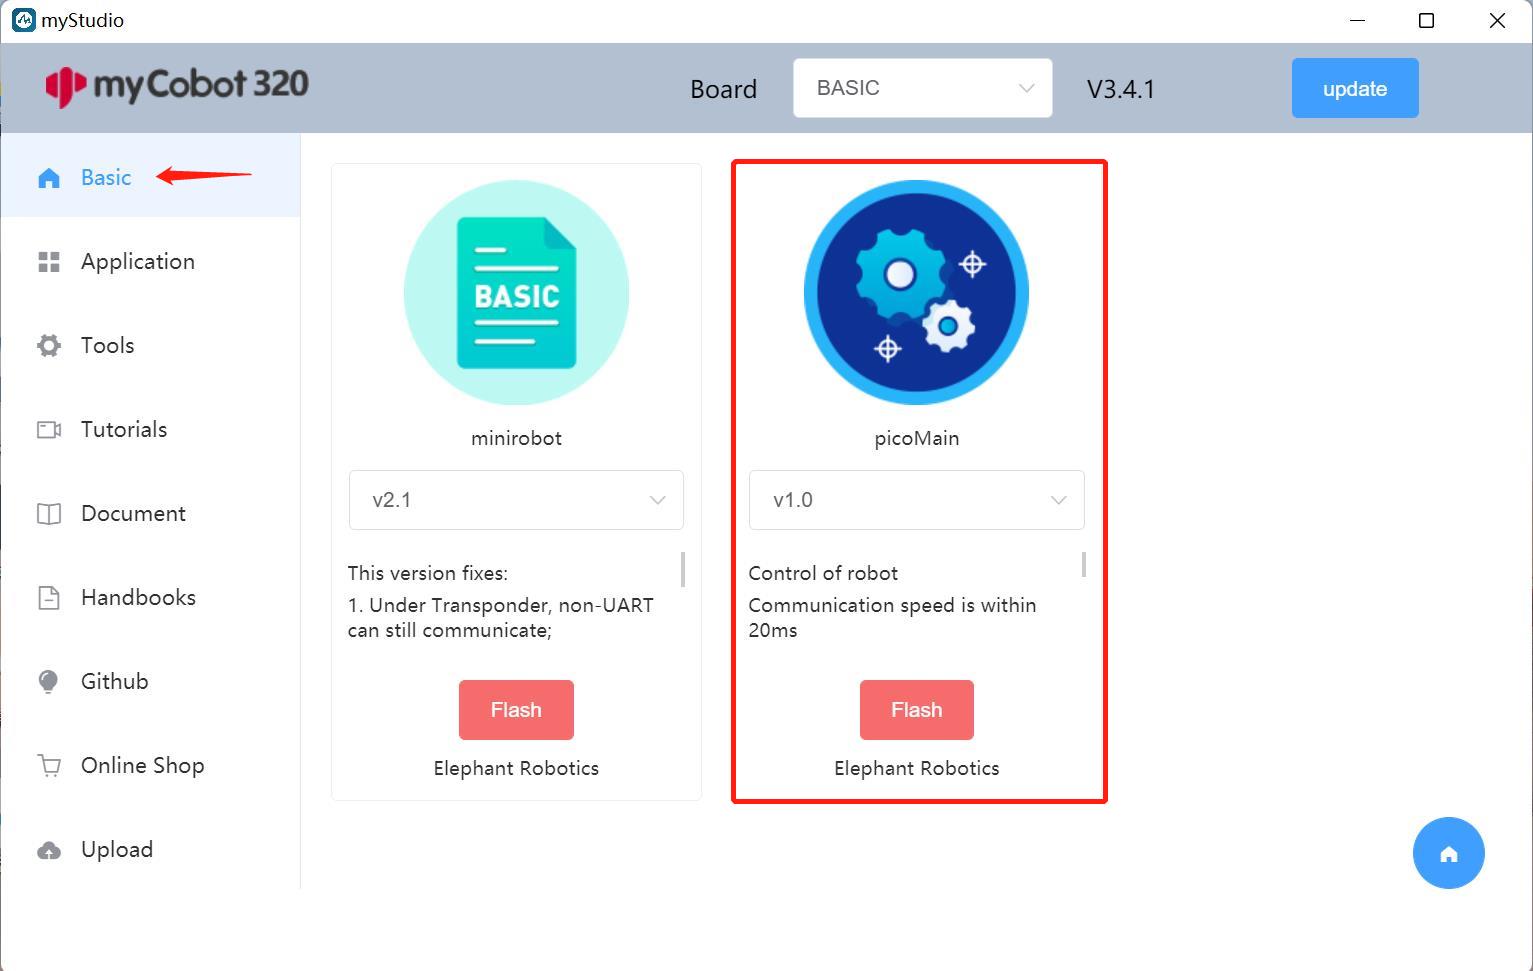 myStudio
myCobot 320
Board
BASIC
V3.4.1
update
Basic
Application
Tools
Tutorials
Document
Handbooks
Github
Online Shop
Upload
BASIC
minirobot
v2.1
This version fixes:
1. Under Transponder, non-UART
can still communicate;
Flash
Elephant Robotics
picoMain
v1.0
Control of robot
Communication speed is within
20ms
Flash
Elephant Robotics